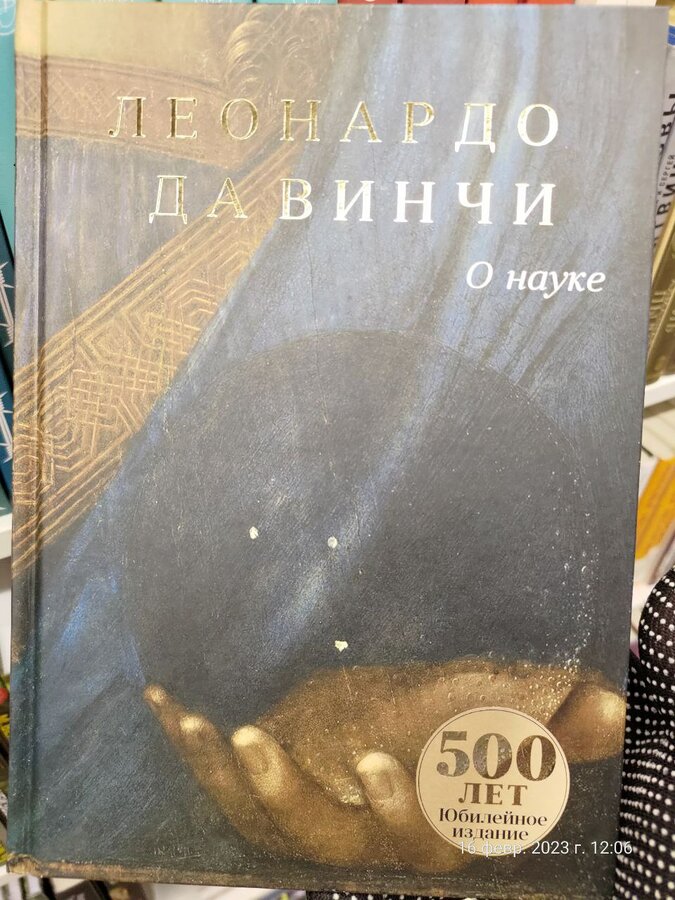 ЛЕОНАРДО
ДА ВИНЧИ
О науке
500
ЛЕТ
Юбилейное
издание
16 февр. 2023 г. 12:06